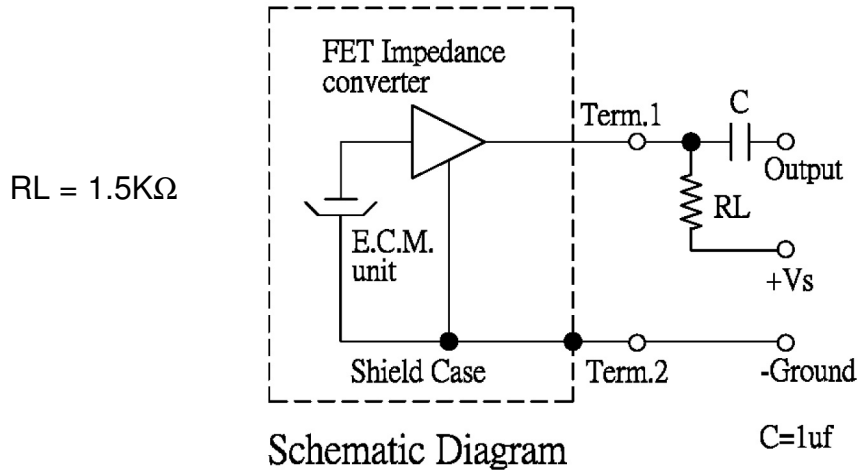 FET Impedance
converter
Term.1
C
Output
RL = 1.5KΩ
RL
E.C.M.
unit
+Vs
Shield Case
Term.2
-Ground
Schematic Diagram
C=1uf